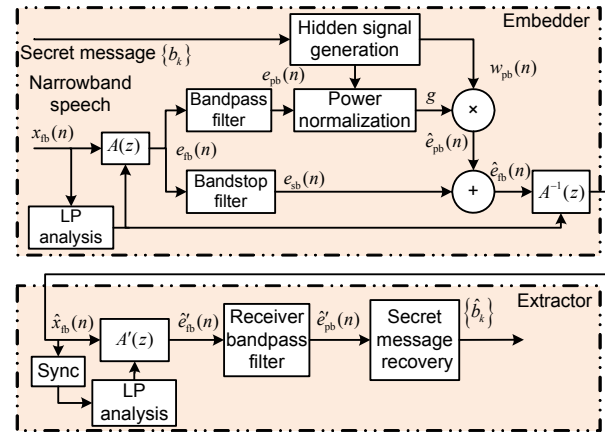 Embedder
Hidden signal
generation
Secret message {b_k}
Narrowband
speech
e_pb(n)
w_pb(n)
x_fb(n)
A(z)
Bandpass
filter
Power
normalization
g
×
ê_pb(n)
e_fb(n)
Bandstop
filter
e_sb(n)
+
ê_fb(n)
A⁻¹(z)
LP
analysis
Extractor
x̂_fb(n)
A′(z)
ê′_fb(n)
Receiver
bandpass
filter
ê′_pb(n)
Secret
message
recovery
{b̂_k}
Sync
LP
analysis